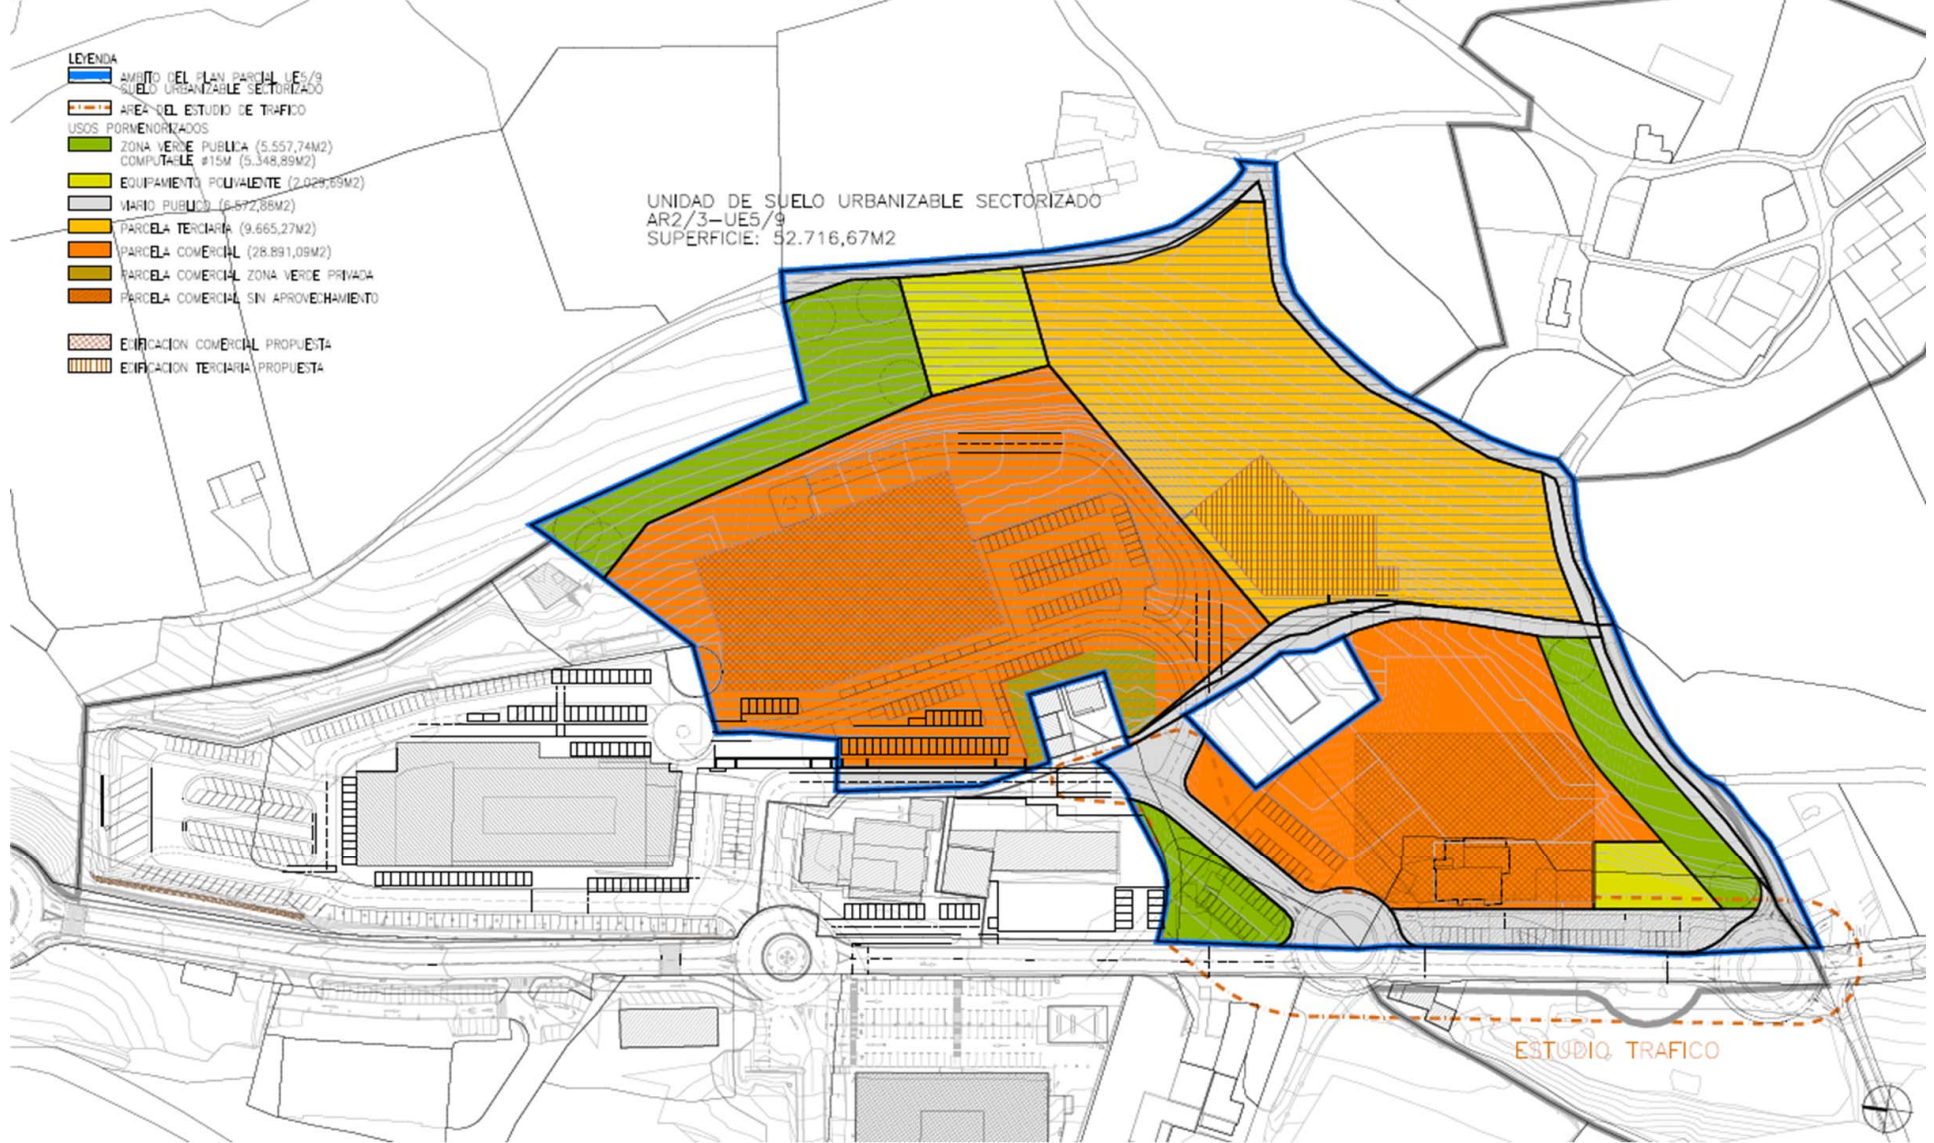 LEYENDA
AMBITO DEL PLAN PARCIAL UE5/9
SUELO URBANIZABLE SECTORIZADO
AREA DEL ESTUDIO DE TRAFICO
USOS PORMENORIZADOS
ZONA VERDE PUBLICA (5.557,74M2)
COMPUTABLE ø15M (5.348,89M2)
EQUIPAMIENTO POLIVALENTE (2.029,69M2)
VIARIO PUBLICO (6.572,88M2)
PARCELA TERCIARIA (9.665,27M2)
PARCELA COMERCIAL (28.891,09M2)
PARCELA COMERCIAL ZONA VERDE PRIVADA
PARCELA COMERCIAL SIN APROVECHAMIENTO
EDIFICACION COMERCIAL PROPUESTA
EDIFICACION TERCIARIA PROPUESTA
UNIDAD DE SUELO URBANIZABLE SECTORIZADO
AR2/3-UE5/9
SUPERFICIE: 52.716,67M2
ESTUDIO TRAFICO